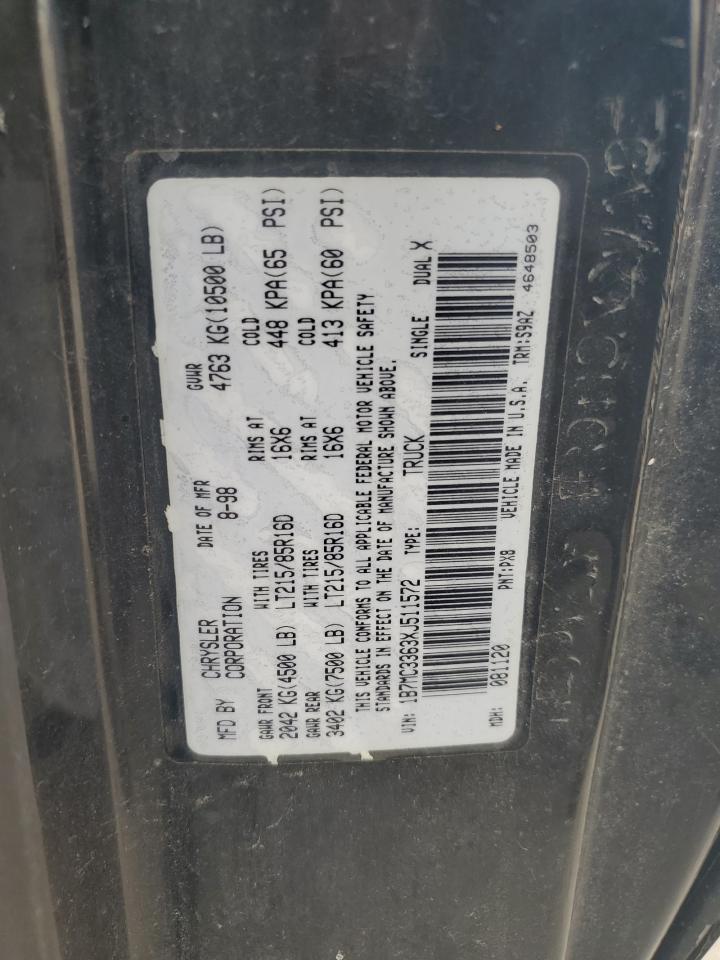 MFD BY CHRYSLER CORPORATION DATE OF MFR 8-98 GVWR 4763 KG(10500 LB)
GAWR FRONT WITH TIRES RIMS AT COLD
2042 KG(4500 LB) LT215/85R16D 16X6 448 KPA(65 PSI)
GAWR REAR WITH TIRES RIMS AT COLD
3402 KG(7500 LB) LT215/85R16D 16X6 413 KPA(60 PSI)
THIS VEHICLE CONFORMS TO ALL APPLICABLE FEDERAL MOTOR VEHICLE SAFETY
STANDARDS IN EFFECT ON THE DATE OF MANUFACTURE SHOWN ABOVE.
VIN: 1B7MC3363XJ511572 TYPE: TRUCK SINGLE DUAL X
MDH: 081120 PNT:PX8 VEHICLE MADE IN U.S.A. TRM:S9AZ 4648503